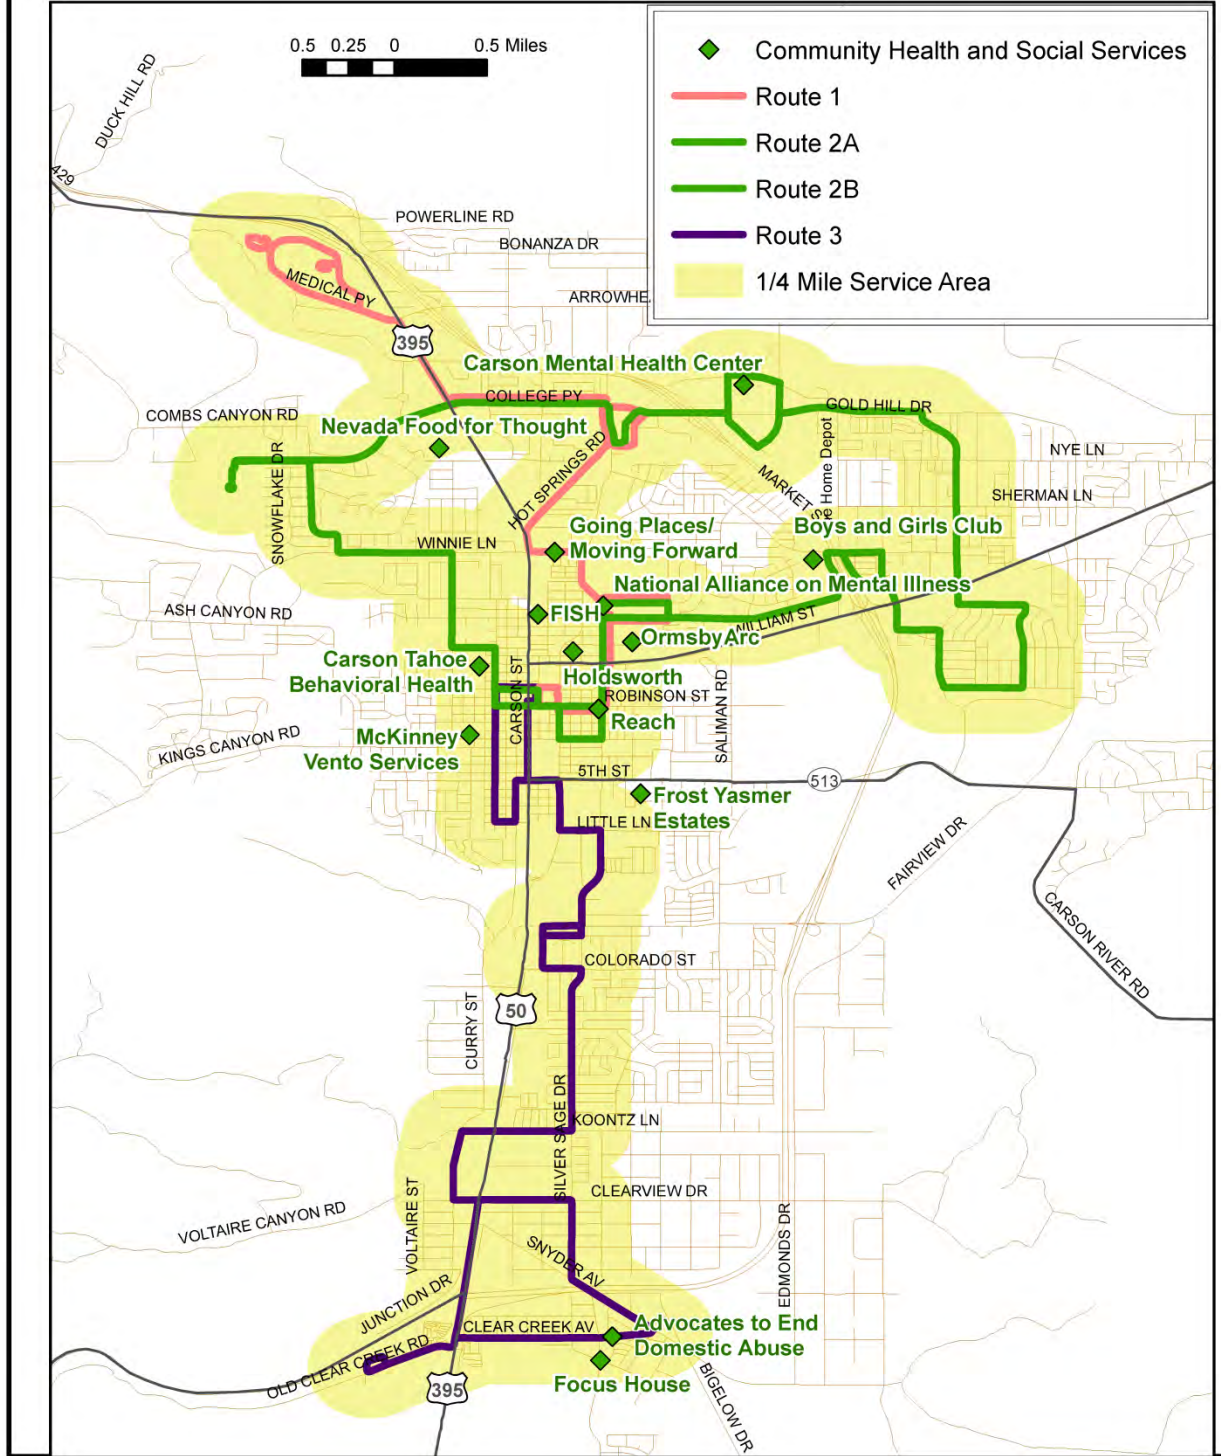 0.5 0.25 0 0.5 Miles
Community Health and Social Services
Route 1
Route 2A
Route 2B
Route 3
1/4 Mile Service Area
DUCK HILL RD
429
POWERLINE RD
BONANZA DR
MEDICAL PY
ARROWHE
395
Carson Mental Health Center
COLLEGE PY
GOLD HILL DR
COMBS CANYON RD
Nevada Food for Thought
SNOWFLAKE DR
HOT SPRINGS RD
Home Depot
NYE LN
MARKET S
SHERMAN LN
Going Places/
Moving Forward
Boys and Girls Club
WINNIE LN
National Alliance on Mental Illness
ASH CANYON RD
FISH
WILLIAM ST
OrmsbyArc
Carson Tahoe
Behavioral Health
CARSON ST
Holdsworth
ROBINSON ST
SALIMAN RD
Reach
KINGS CANYON RD
McKinney
Vento Services
5TH ST
513
Frost Yasmer
Estates
LITTLE LN
FAIRVIEW DR
CARSON RIVER RD
COLORADO ST
50
CURRY ST
SILVER SAGE DR
KOONTZ LN
CLEARVIEW DR
VOLTAIRE ST
VOLTAIRE CANYON RD
SNYDER AV
EDMONDS DR
JUNCTION DR
CLEAR CREEK AV
Advocates to End
Domestic Abuse
OLD CLEAR CREEK RD
395
Focus House
BIGELOW DR